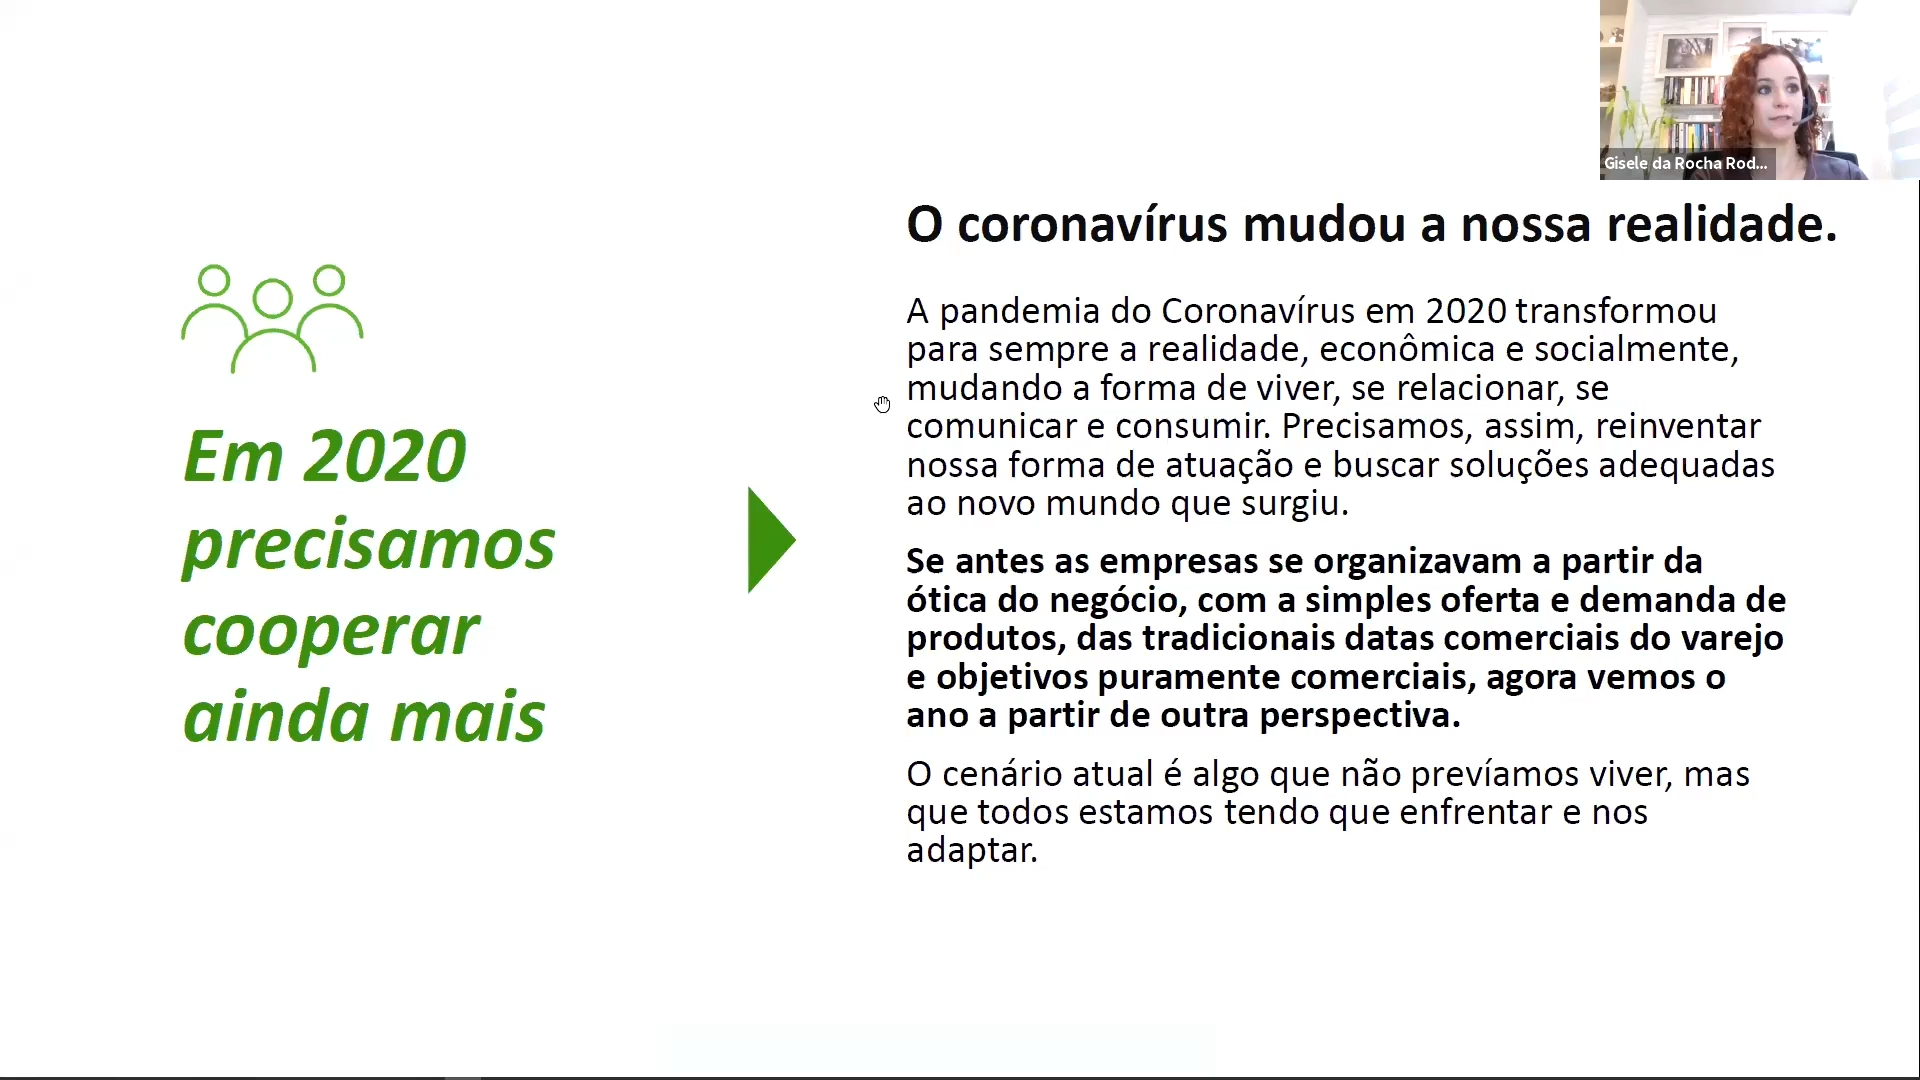 Gisele da Rocha Rod...
O coronavírus mudou a nossa realidade.
Em 2020
precisamos
cooperar
ainda mais
A pandemia do Coronavírus em 2020 transformou
para sempre a realidade, econômica e socialmente,
mudando a forma de viver, se relacionar, se
comunicar e consumir. Precisamos, assim, reinventar
nossa forma de atuação e buscar soluções adequadas
ao novo mundo que surgiu.
Se antes as empresas se organizavam a partir da
ótica do negócio, com a simples oferta e demanda de
produtos, das tradicionais datas comerciais do varejo
e objetivos puramente comerciais, agora vemos o
ano a partir de outra perspectiva.
O cenário atual é algo que não prevíamos viver, mas
que todos estamos tendo que enfrentar e nos
adaptar.